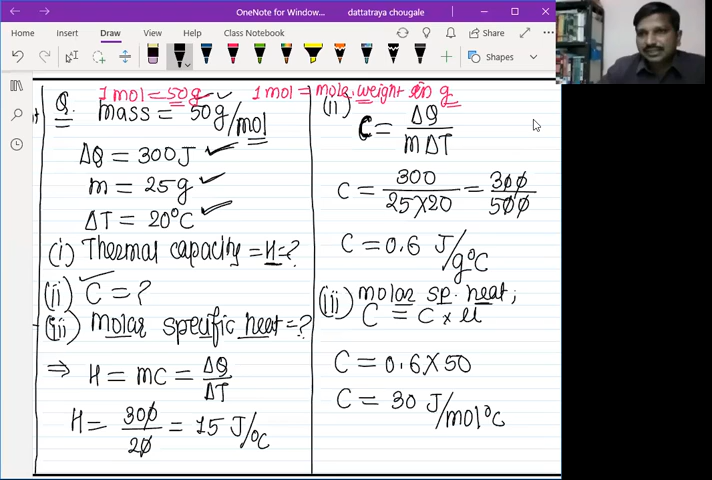 OneNote for Window...
dattatraya chougale
Home
Insert
Draw
View
Help
Class Notebook
Shapes
1 mol = 50g
1 mol = mole. weight in g
Q.
mass = 50g/mol
ΔQ = 300J
m = 25g
ΔT = 20°C
(i) Thermal capacity = H = ?
(ii) C = ?
(iii) molar specific heat = ?
⇒ H = mC = ΔQ/ΔT
H = 300/20 = 15 J/°C
(ii)
C = ΔQ/mΔT
C = 300/25×20 = 300/500
C = 0.6 J/g°C
(iii) molar sp. heat;
C = C × M
C = 0.6×50
C = 30 J/mol°C